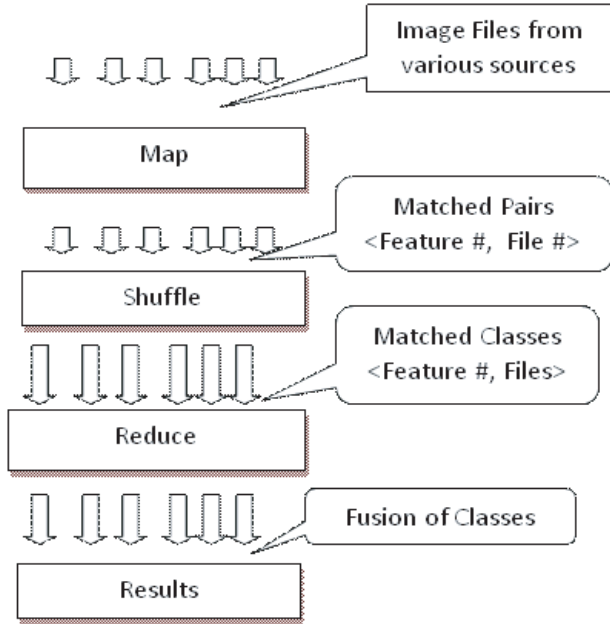 Image Files from
various sources
Map
Matched Pairs
<Feature #, File #>
Shuffle
Matched Classes
<Feature #, Files>
Reduce
Fusion of Classes
Results